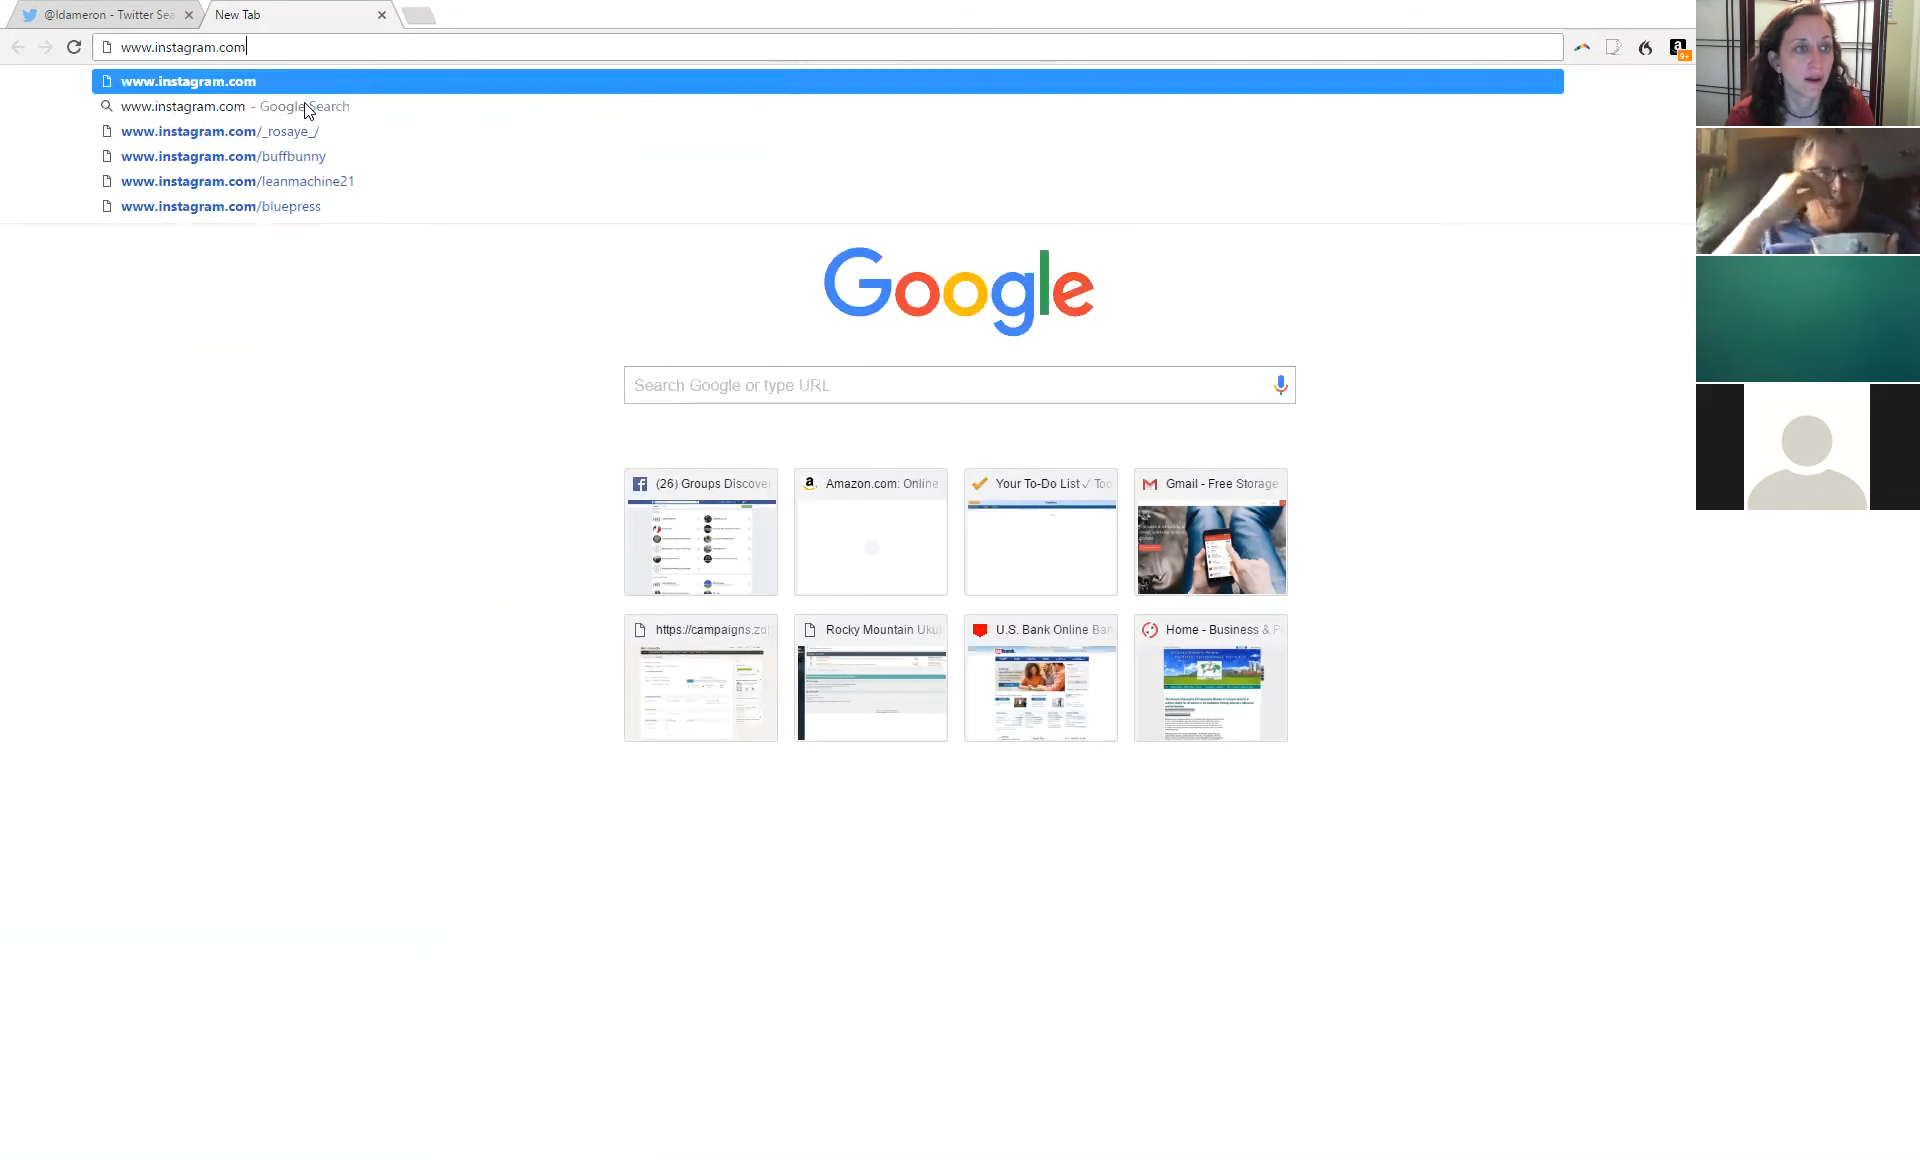 @ldameron - Twitter Sea
New Tab
www.instagram.com
www.instagram.com
www.instagram.com - Google Search
www.instagram.com/_rosaye_/
www.instagram.com/buffbunny
www.instagram.com/leanmachine21
www.instagram.com/bluepress
9+
Google
Search Google or type URL
(26) Groups Discove
Amazon.com: Online
Your To-Do List ✓ Too
Gmail - Free Storage
https://campaigns.zo
Rocky Mountain Uku
U.S. Bank Online Ban
Home - Business & P